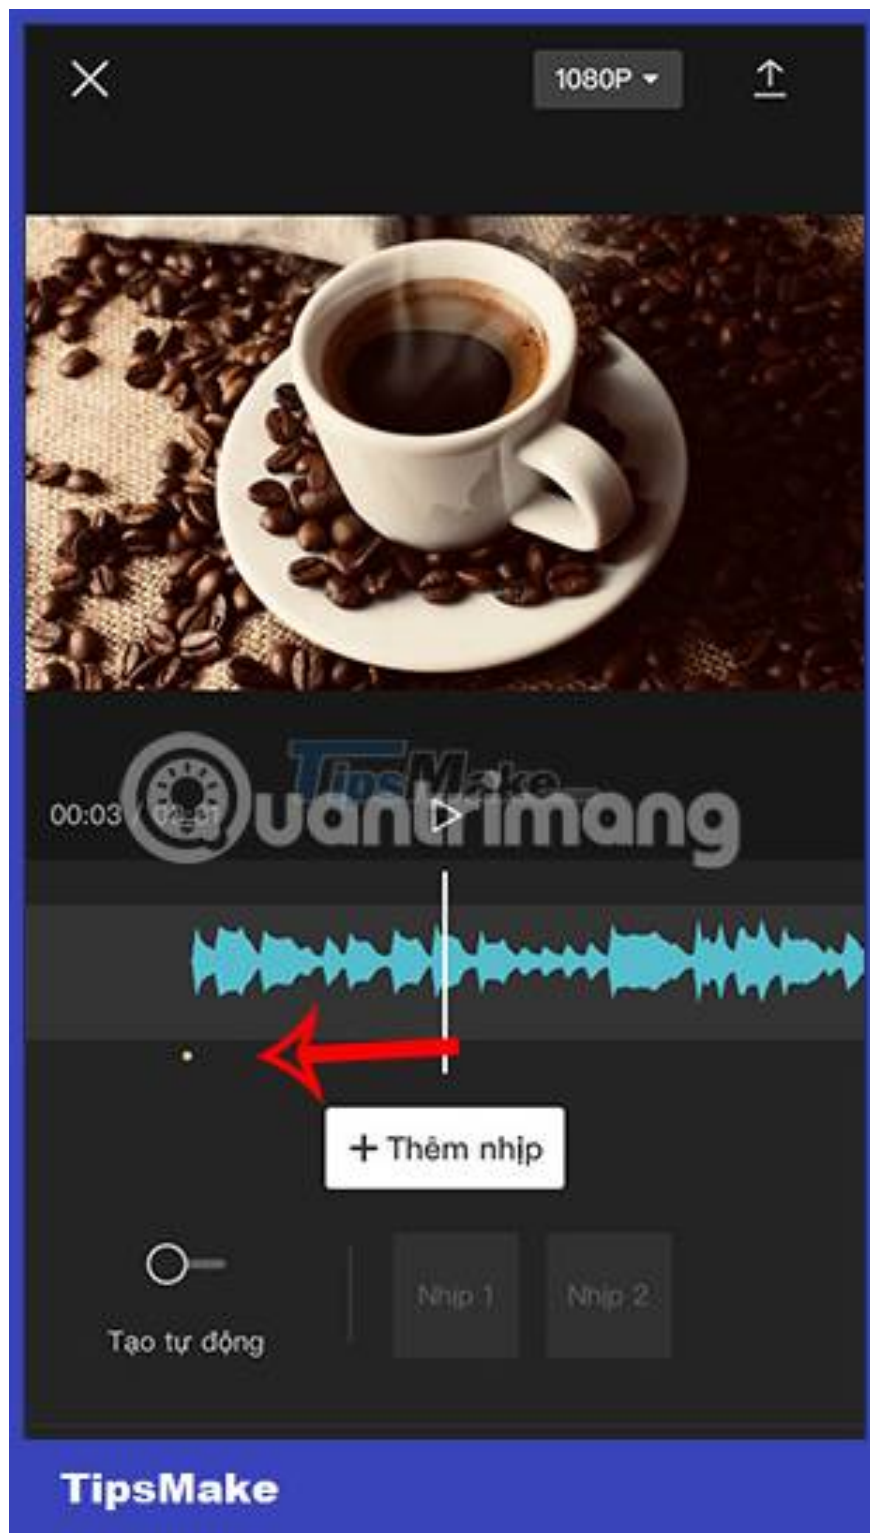 1080P
TipsMake
00:03 /
Quantrimang
+ Thêm nhịp
Nhịp 1 Nhịp 2
Tạo tự động
TipsMake